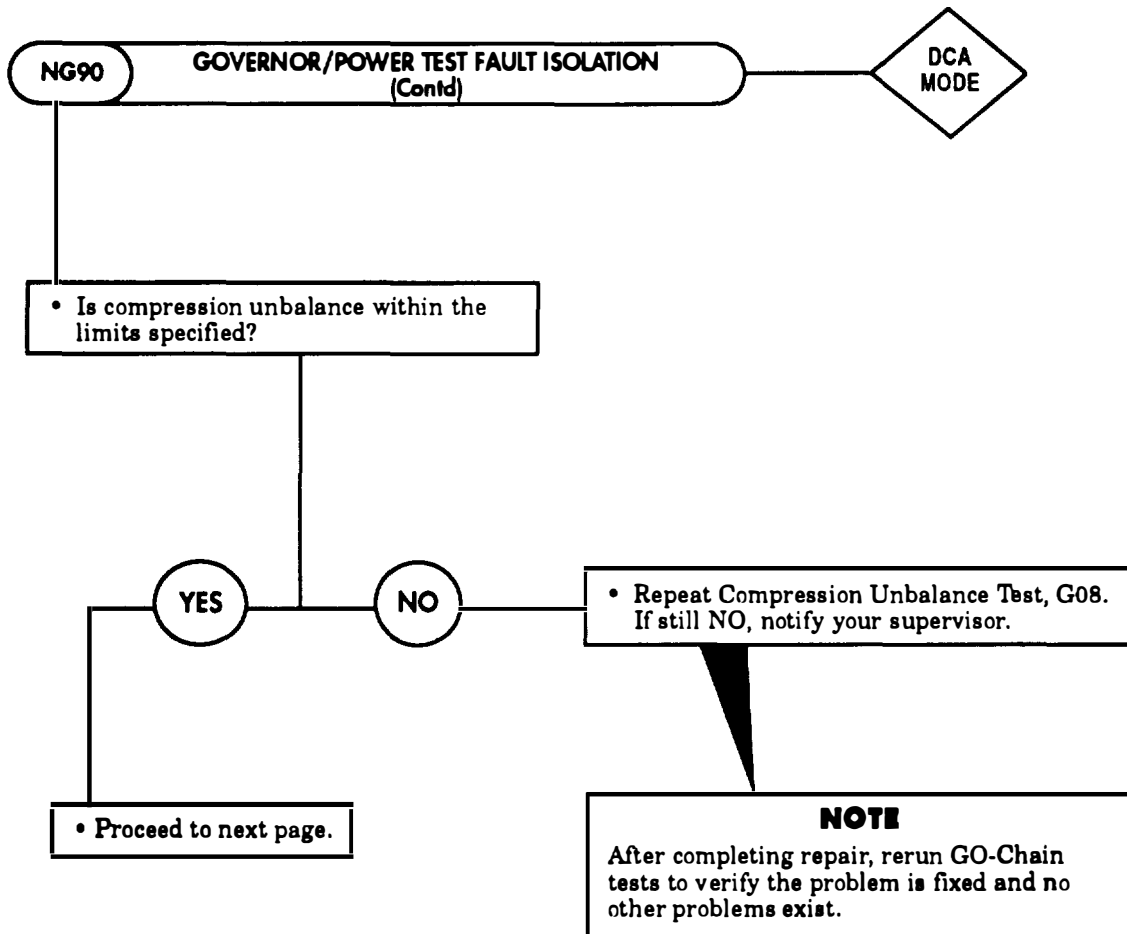 NG90
GOVERNOR/POWER TEST FAULT ISOLATION
(Contd)
DCA
MODE
• Is compression unbalance within the
limits specified?
YES
NO
• Repeat Compression Unbalance Test, G08.
If still NO, notify your supervisor.
• Proceed to next page.
NOTE
After completing repair, rerun GO-Chain
tests to verify the problem is fixed and no
other problems exist.